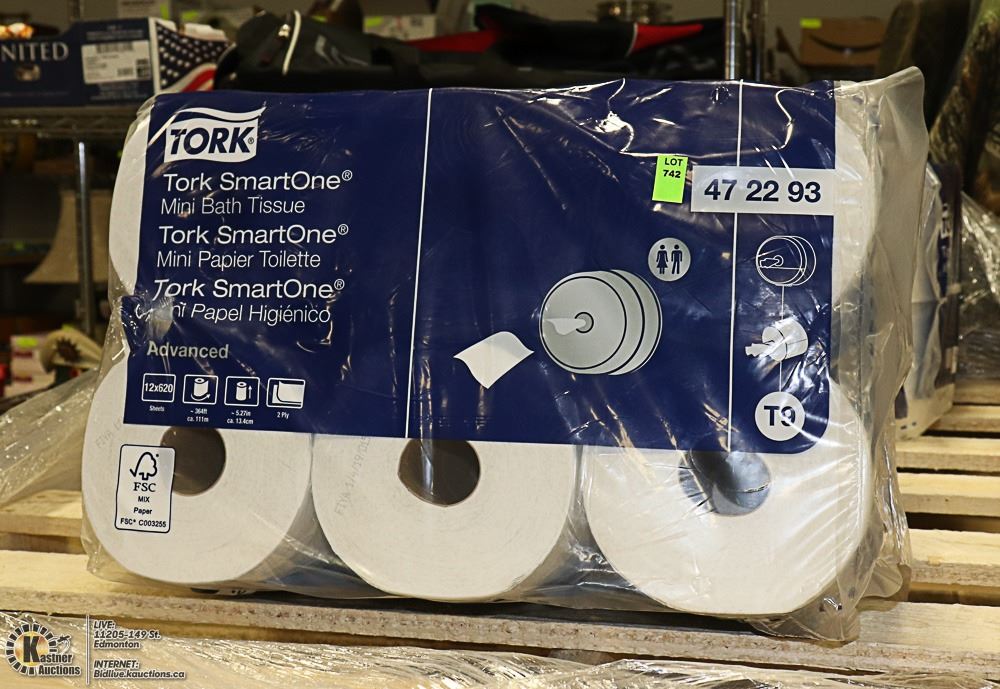 UNITED
TORK®
Tork SmartOne®
Mini Bath Tissue
Tork SmartOne®
Mini Papier Toilette
Tork SmartOne®
Mini Papel Higiénico
Advanced
12x620
Sheets
~ 364ft
ca. 111m
~ 5.27in
ca. 13.4cm
2 Ply
LOT
742
47 22 93
T9
FSC
MIX
Paper
FSC® C003255
Kastner
Auctions
LIVE:
11205-149 St.
Edmonton
INTERNET:
Bidlive.kauctions.ca